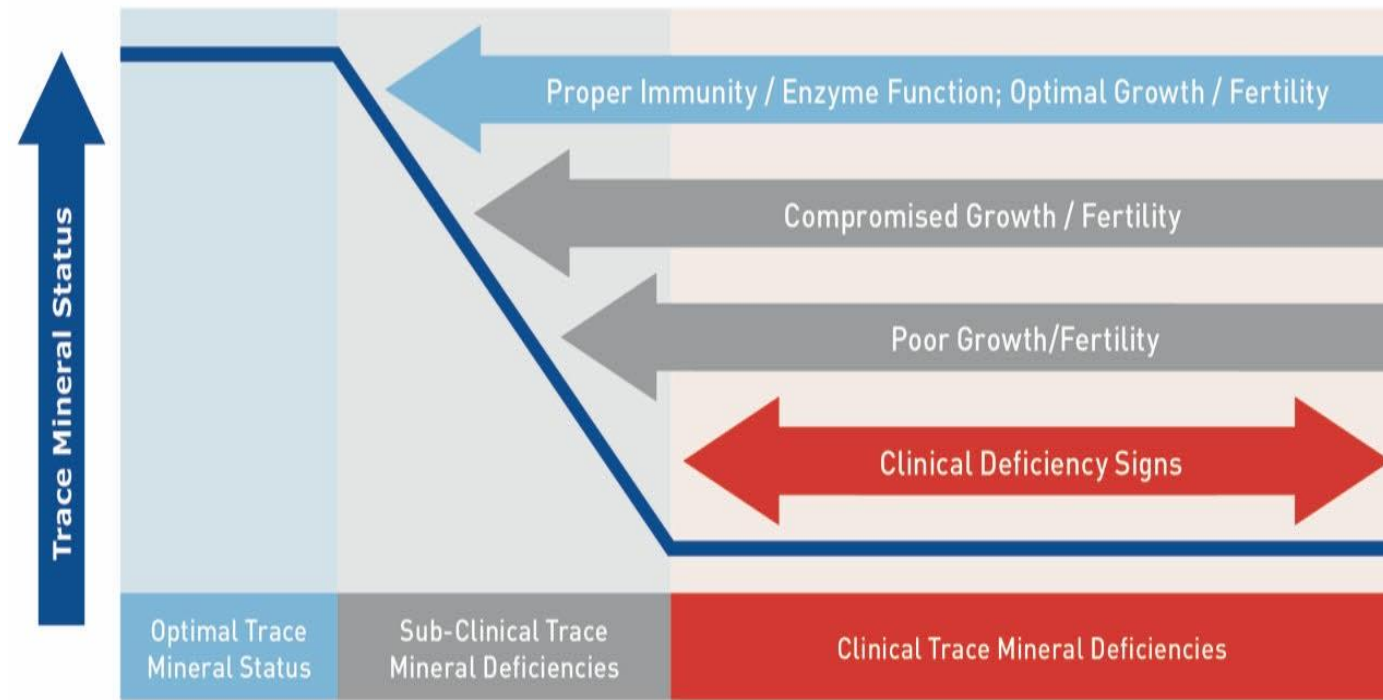 Trace Mineral Status
Proper Immunity / Enzyme Function; Optimal Growth / Fertility
Compromised Growth / Fertility
Poor Growth/Fertility
Clinical Deficiency Signs
Optimal Trace
Mineral Status
Sub-Clinical Trace
Mineral Deficiencies
Clinical Trace Mineral Deficiencies